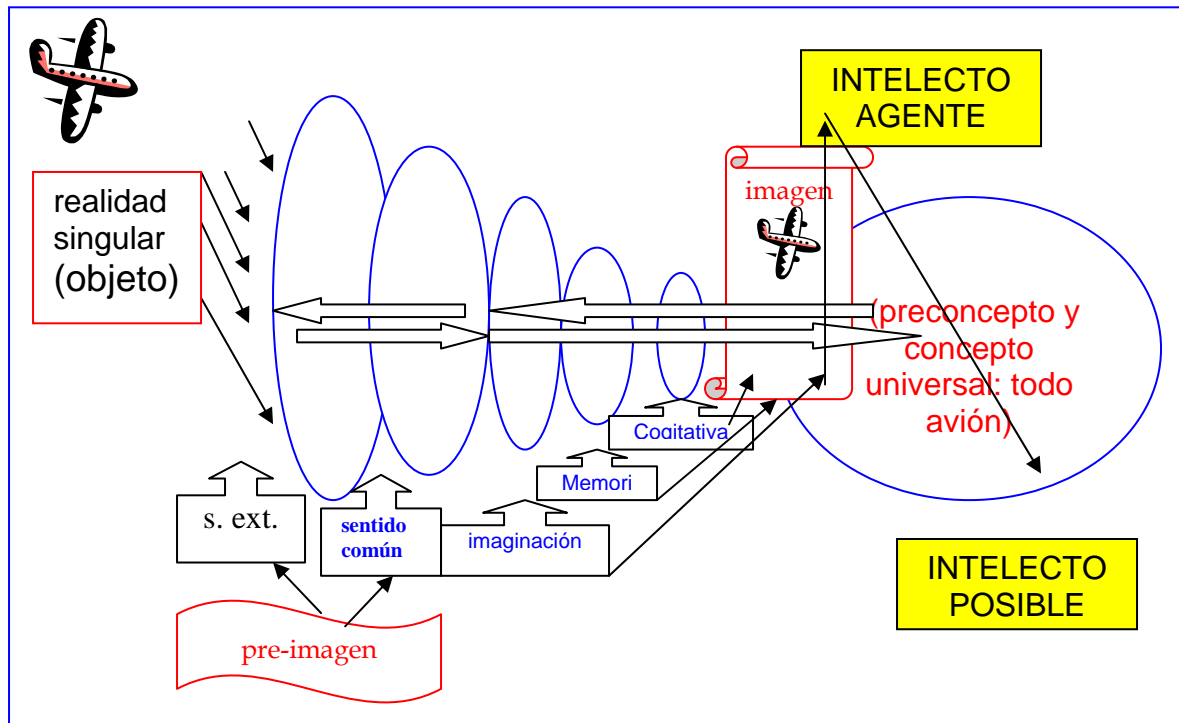 INTELECTO
AGENTE
imagen
realidad
singular
(objeto)
(preconcepto y
concepto
universal: todo
avión)
Cogitativa
Memori
s. ext.
sentido
común
imaginación
INTELECTO
POSIBLE
pre-imagen